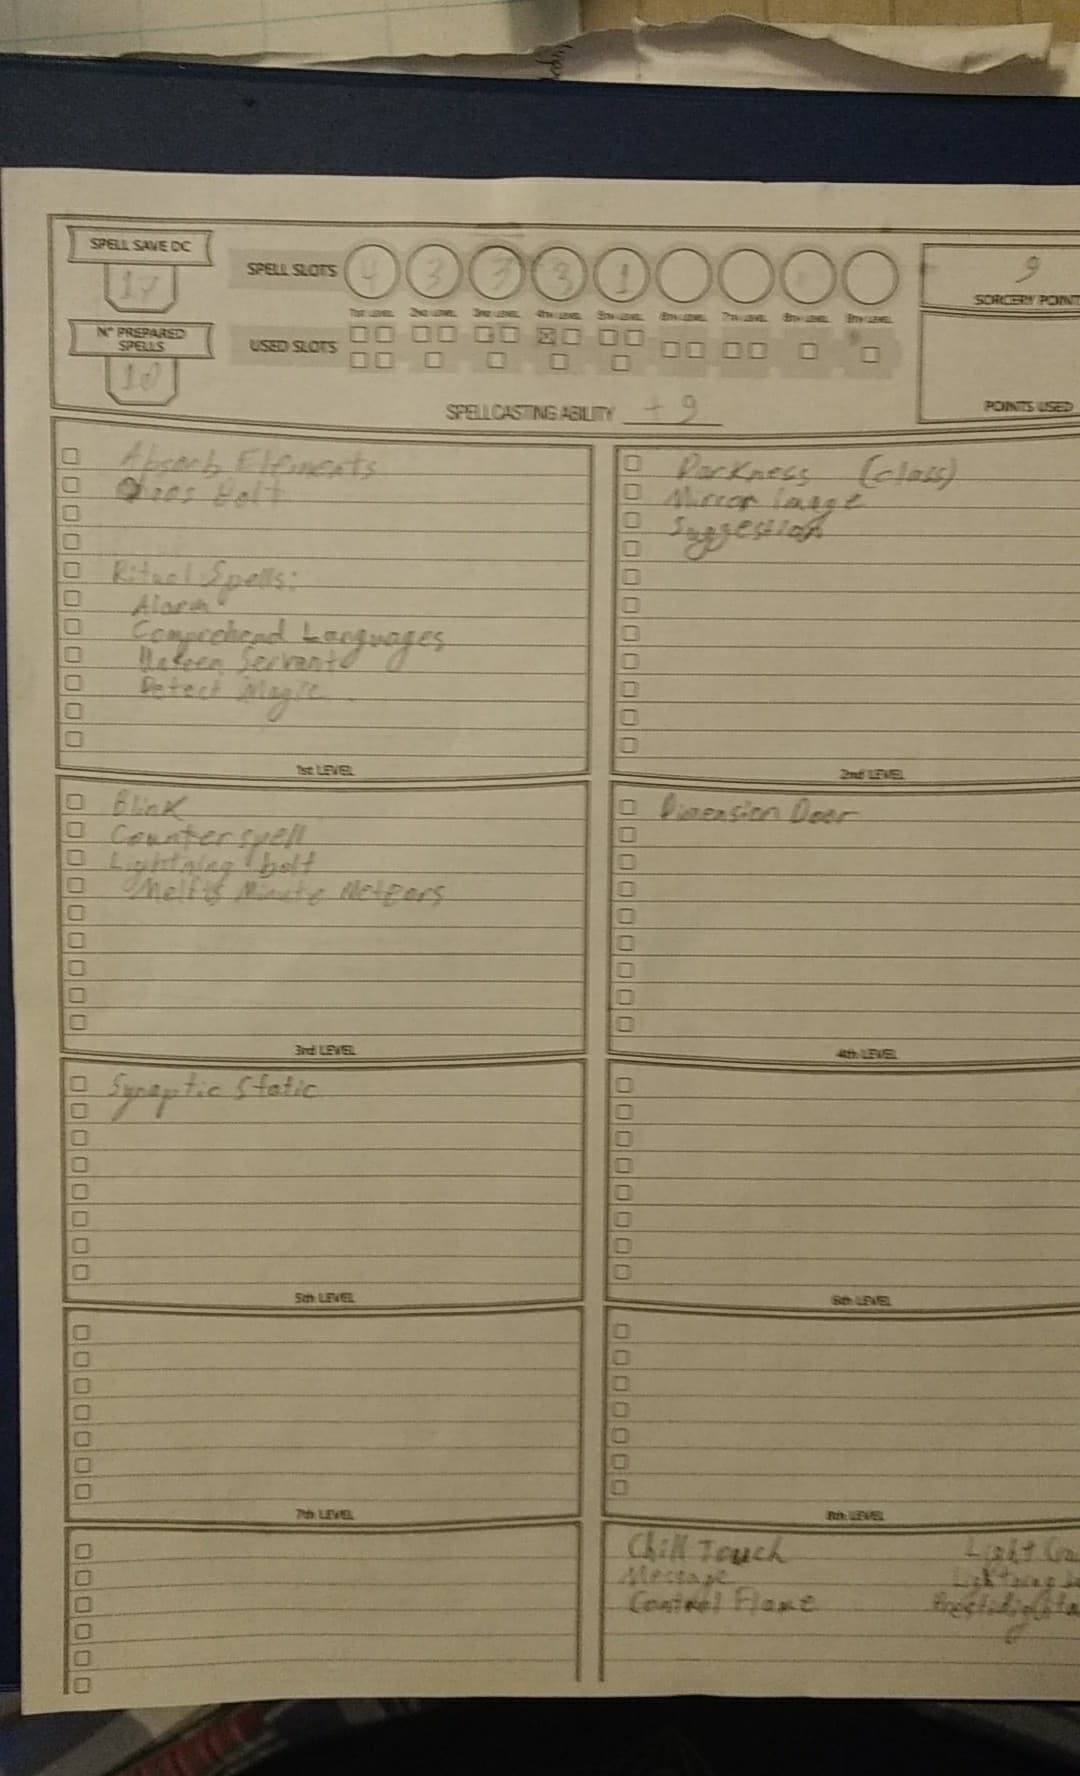 SPELL SAVE DC
17
N° PREPARED
SPELLS
10
SPELL SLOTS
4 3 3 3 1
1st LEVEL 2nd LEVEL 3rd LEVEL 4th LEVEL 5th LEVEL 6th LEVEL 7th LEVEL 8th LEVEL 9th LEVEL
USED SLOTS
SPELLCASTING ABILITY +9
9
SORCERY POINT
POINTS USED
Absorb Elements
Chaos Bolt
Ritual Spells:
Alarm
Comprehend Languages
Unseen Servant
Detect Magic
1st LEVEL
Darkness (class)
Mirror Image
Suggestion
2nd LEVEL
Blink
Counterspell
Lightning bolt
Melf's Minute Meteors
3rd LEVEL
Dimension Door
4th LEVEL
Synaptic Static
5th LEVEL
6th LEVEL
7th LEVEL
8th LEVEL
Chill Touch Light
Message Lightning
Control Flame